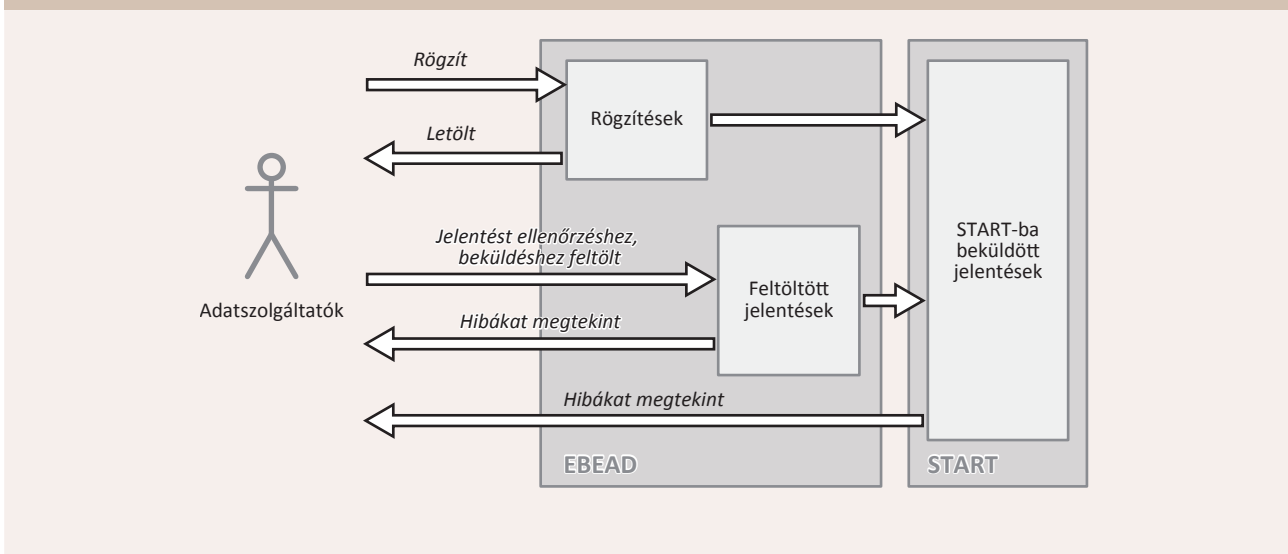 Rögzít
Rögzítések
Letölt
Jelentést ellenőrzéshez,
beküldéshez feltölt
Adatszolgáltatók
Hibákat megtekint
Feltöltött
jelentések
START-ba
beküldött
jelentések
Hibákat megtekint
EBEAD
START